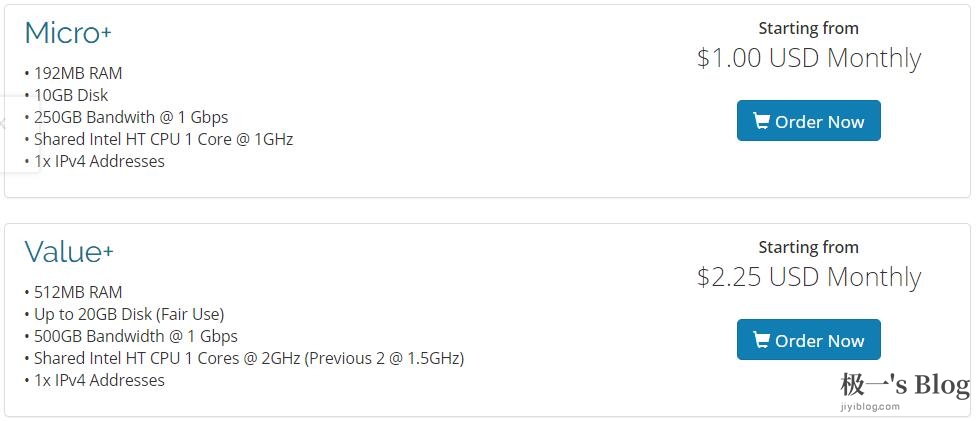 Micro+
• 192MB RAM
• 10GB Disk
• 250GB Bandwith @ 1 Gbps
• Shared Intel HT CPU 1 Core @ 1GHz
• 1x IPv4 Addresses
Starting from
$1.00 USD Monthly
Order Now
Value+
• 512MB RAM
• Up to 20GB Disk (Fair Use)
• 500GB Bandwidth @ 1 Gbps
• Shared Intel HT CPU 1 Cores @ 2GHz (Previous 2 @ 1.5GHz)
• 1x IPv4 Addresses
Starting from
$2.25 USD Monthly
Order Now
极一's Blog
jiyiblog.com